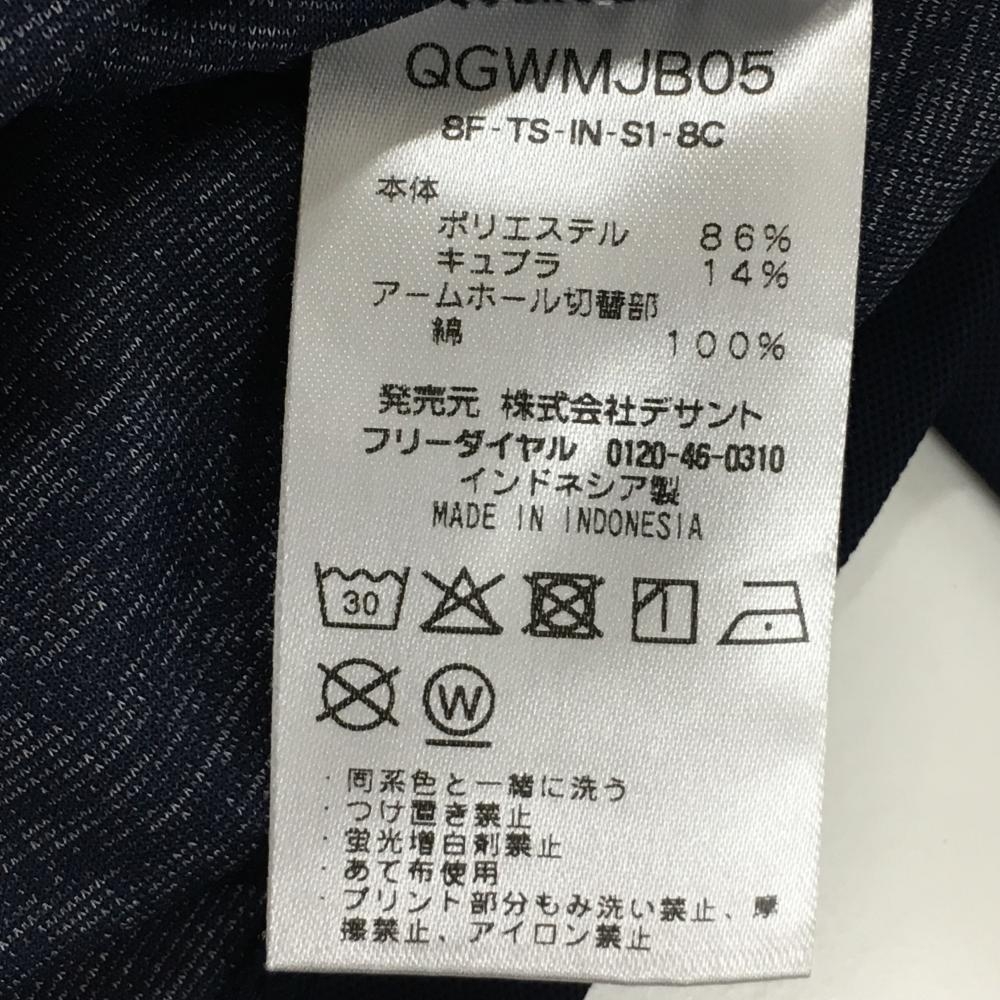 QGWMJB05
8F-TS-IN-S1-8C
本体
ポリエステル 86%
キュプラ 14%
アームホール切替部
綿 100%
発売元 株式会社デサント
フリーダイヤル 0120-46-0310
インドネシア製
MADE IN INDONESIA
30
W
・同系色と一緒に洗う
・つけ置き禁止
・蛍光増白剤禁止
・あて布使用
・プリント部分もみ洗い禁止、摩
擦禁止、アイロン禁止